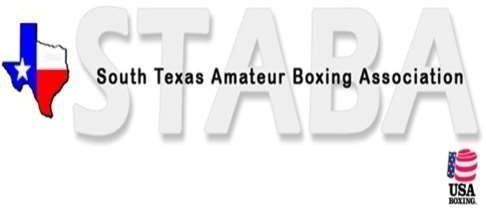 STABA
South Texas Amateur Boxing Association
USA
BOXING.